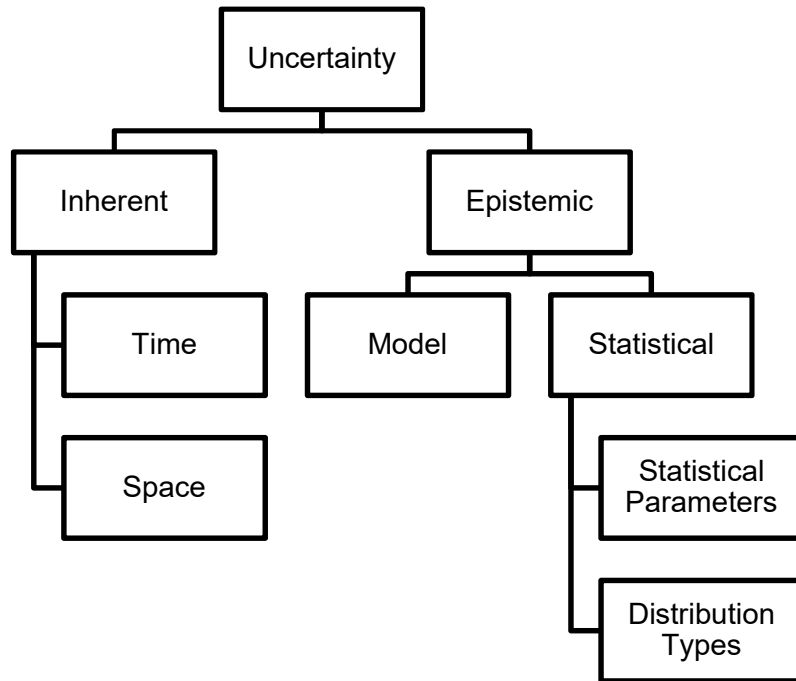 Uncertainty
Inherent
Epistemic
Time
Model
Statistical
Space
Statistical
Parameters
Distribution
Types